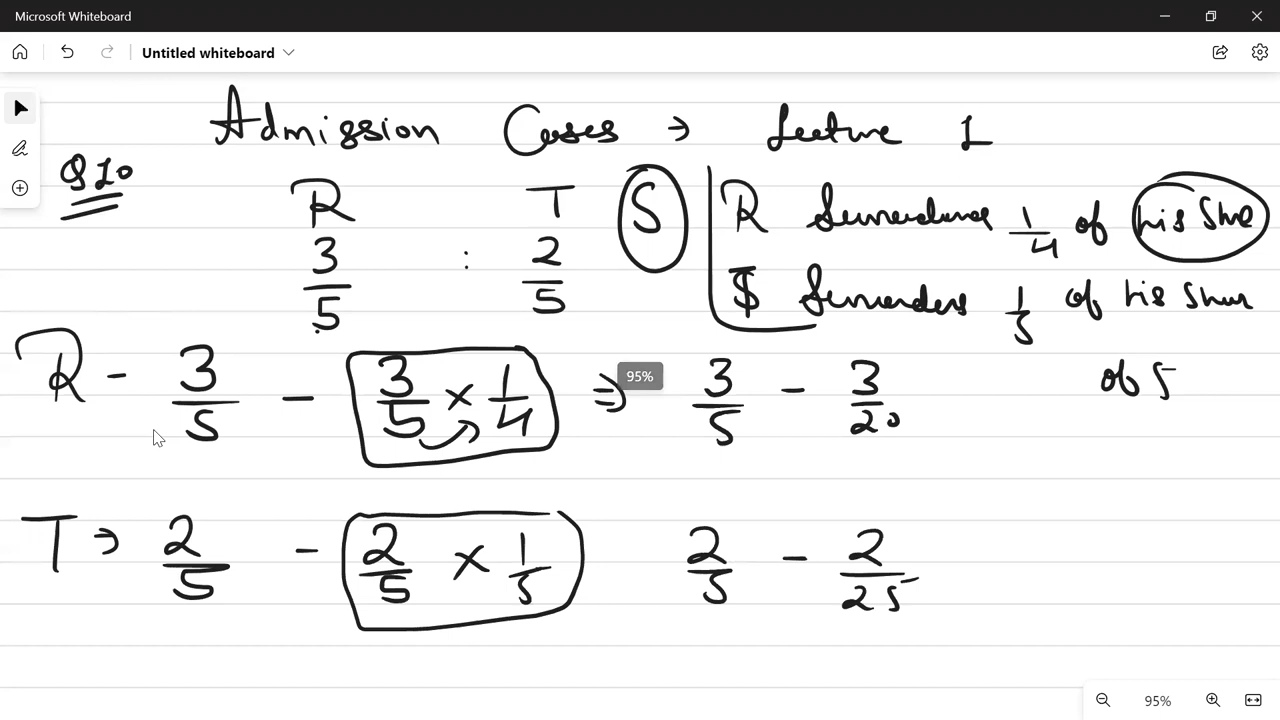 Microsoft Whiteboard
Untitled whiteboard
Admission Cases → Lecture 1
Q10
R T S
3/5 : 2/5
R Surrenders 1/4 of his Share
Surrenders 1/5 of his Share
of 5
R - 3/5 - 3/5 × 1/4 ⇒ 3/5 - 3/20
95%
T → 2/5 - 2/5 × 1/5 2/5 - 2/25
95%